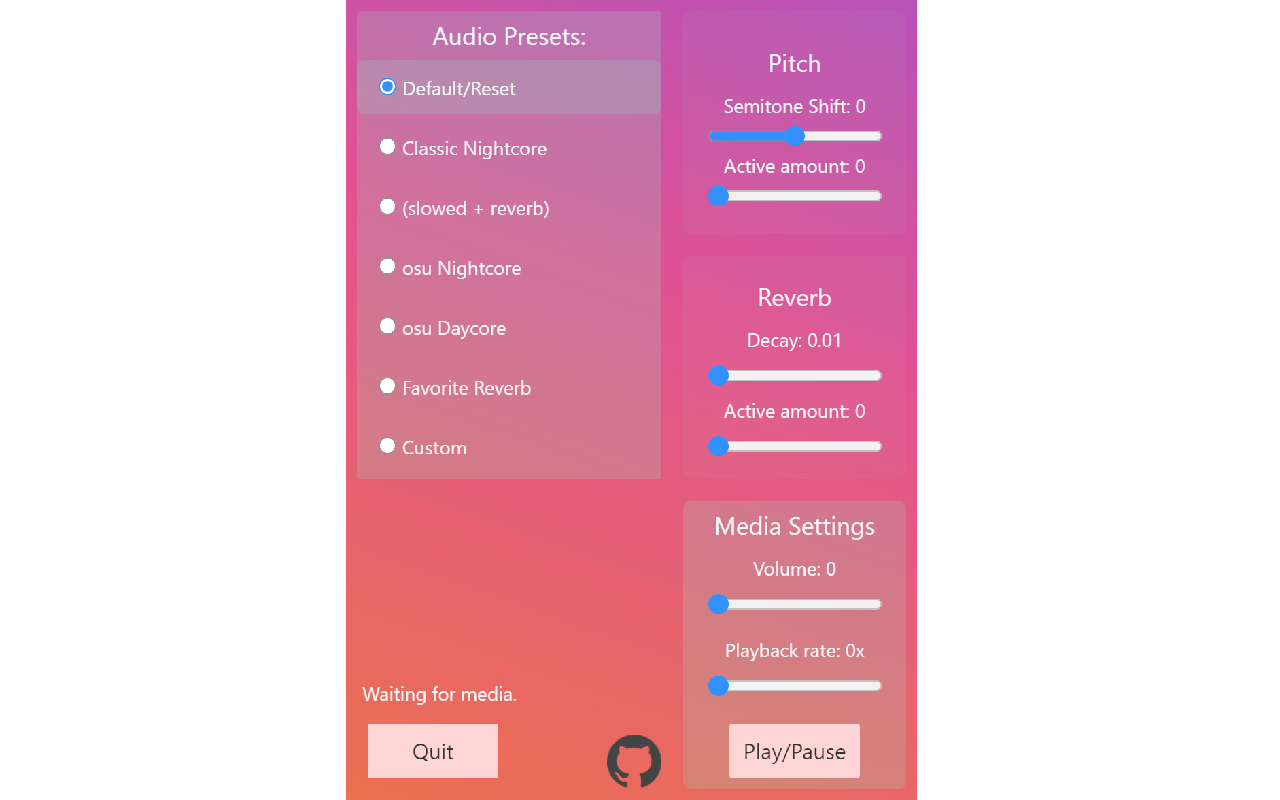 Audio Presets:
Default/Reset
Classic Nightcore
(slowed + reverb)
osu Nightcore
osu Daycore
Favorite Reverb
Custom
Waiting for media.
Quit
Pitch
Semitone Shift: 0
Active amount: 0
Reverb
Decay: 0.01
Active amount: 0
Media Settings
Volume: 0
Playback rate: 0x
Play/Pause